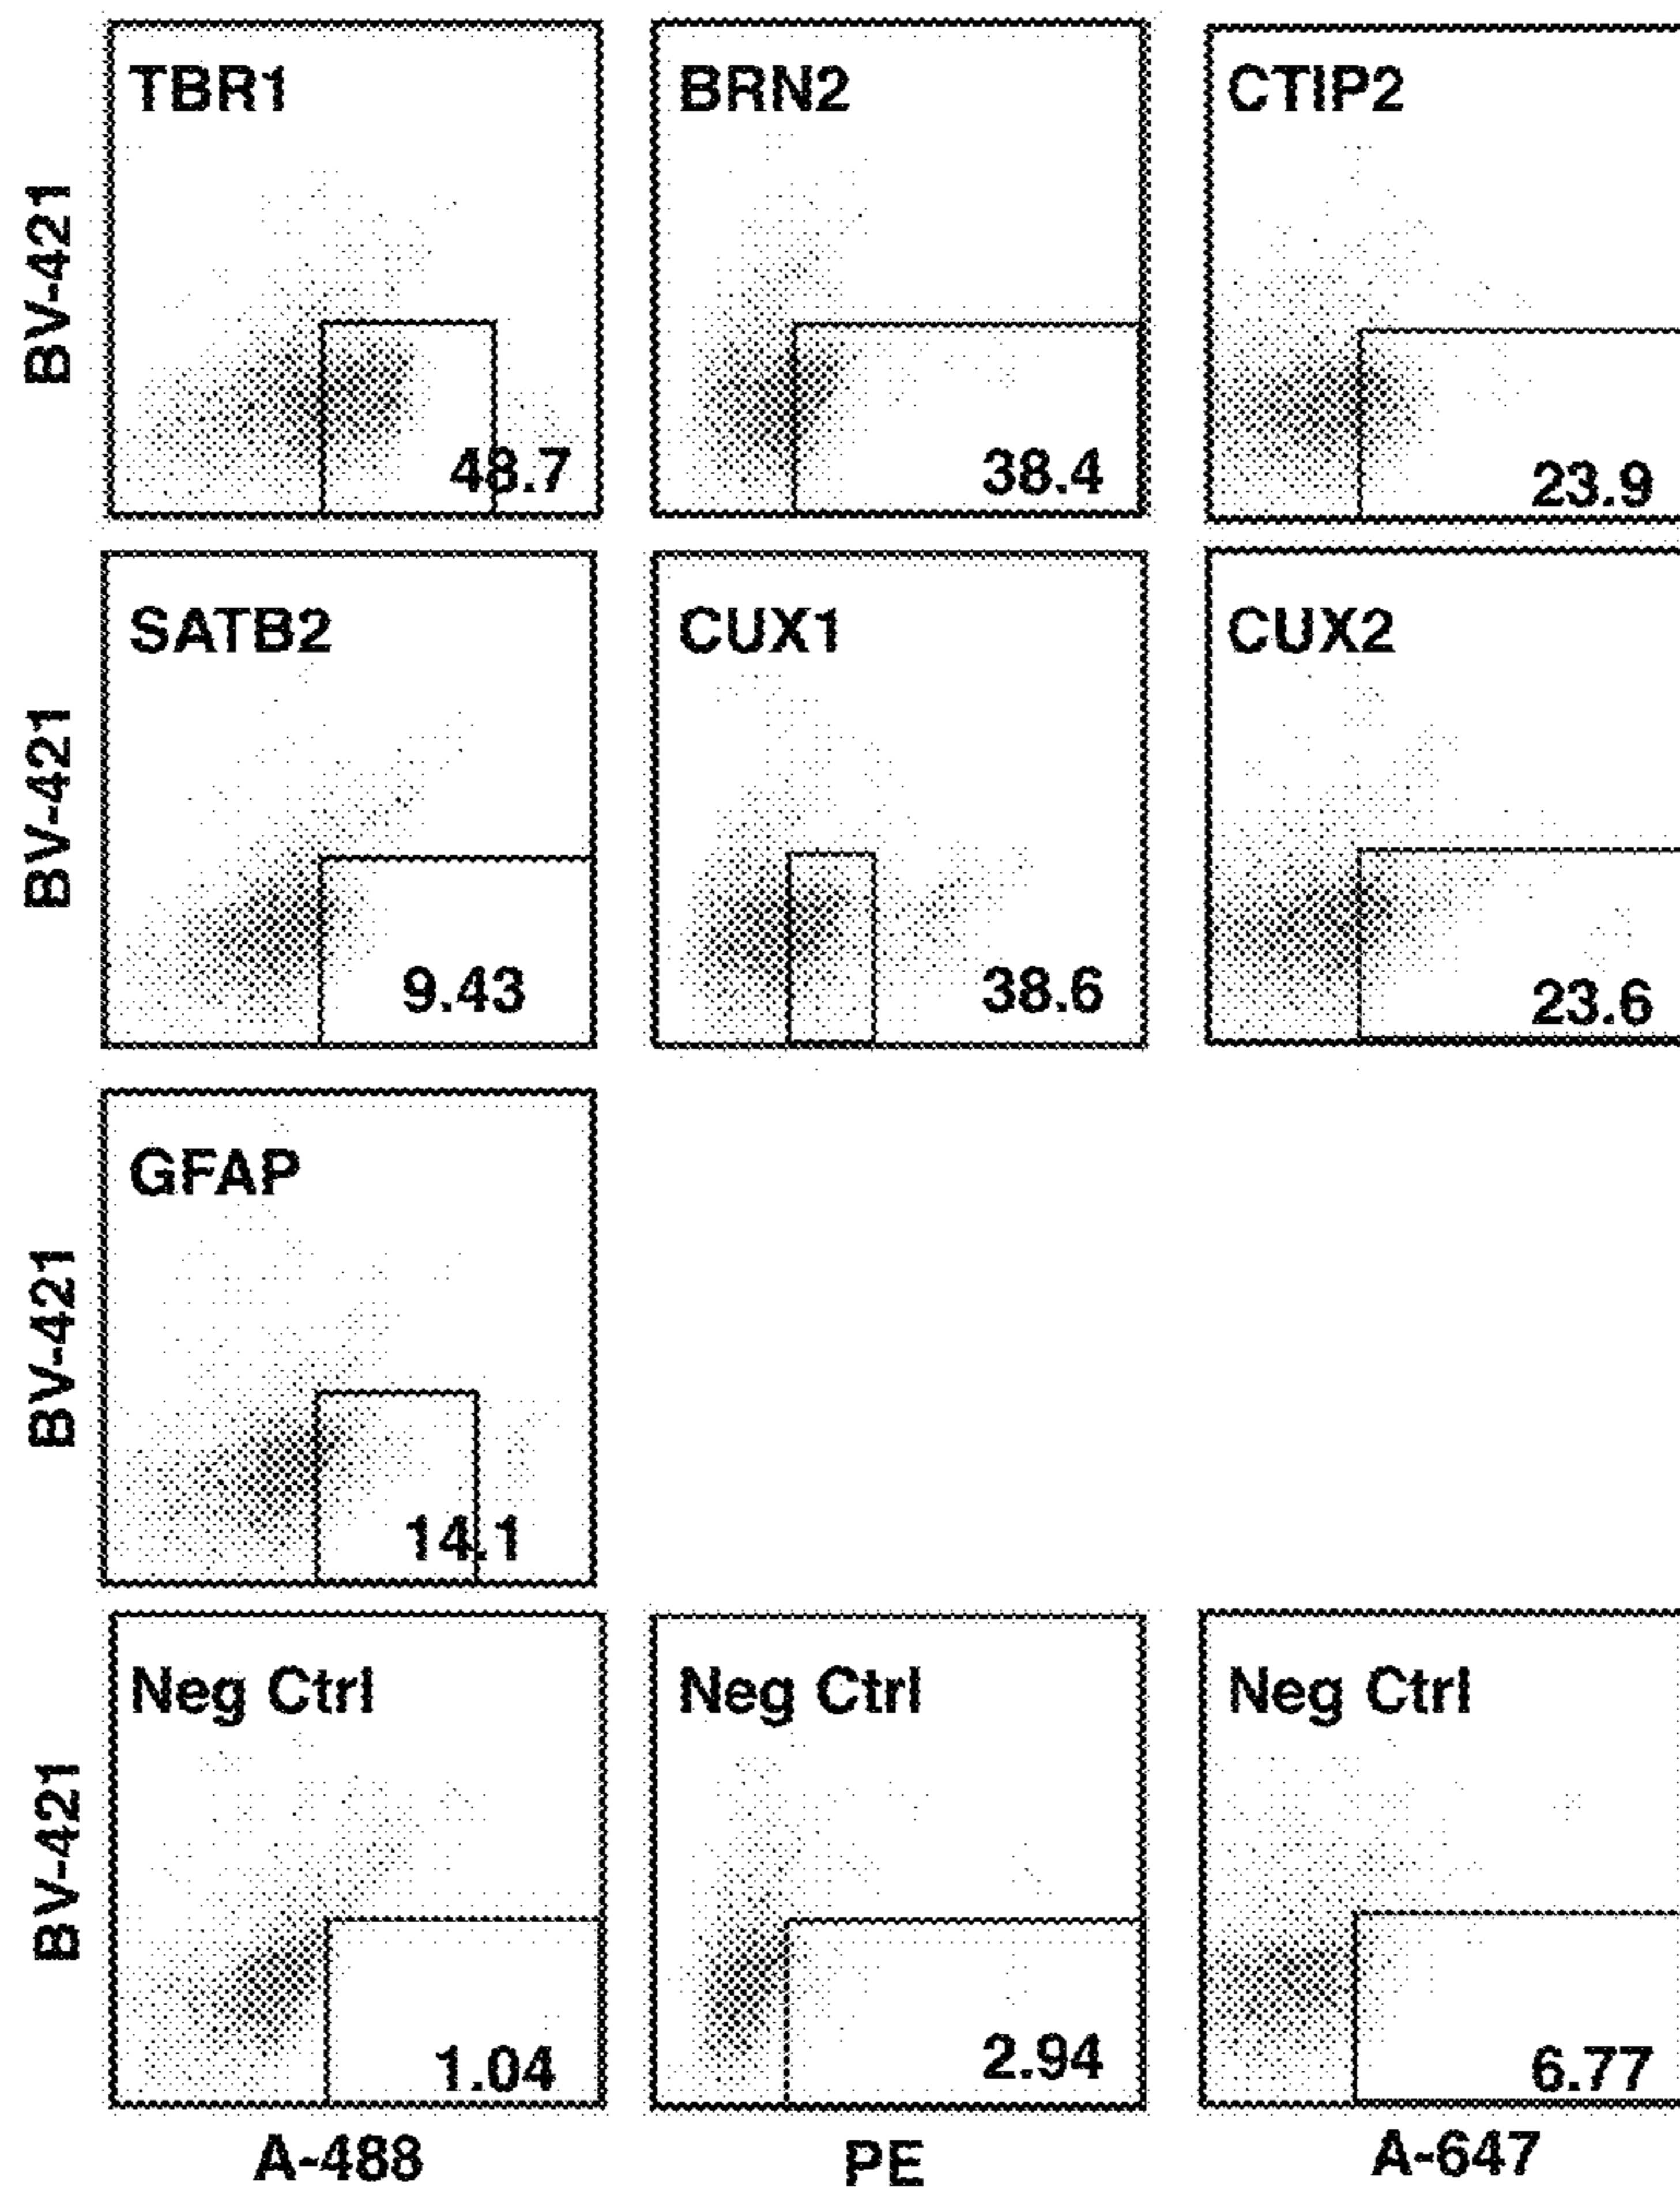 TBR1
BRN2
CTIP2
BV-421
48.7
38.4
23.9
SATB2
CUX1
CUX2
BV-421
9.43
38.6
23.6
GFAP
BV-421
14.1
Neg Ctrl
Neg Ctrl
Neg Ctrl
BV-421
1.04
2.94
6.77
A-488
PE
A-647